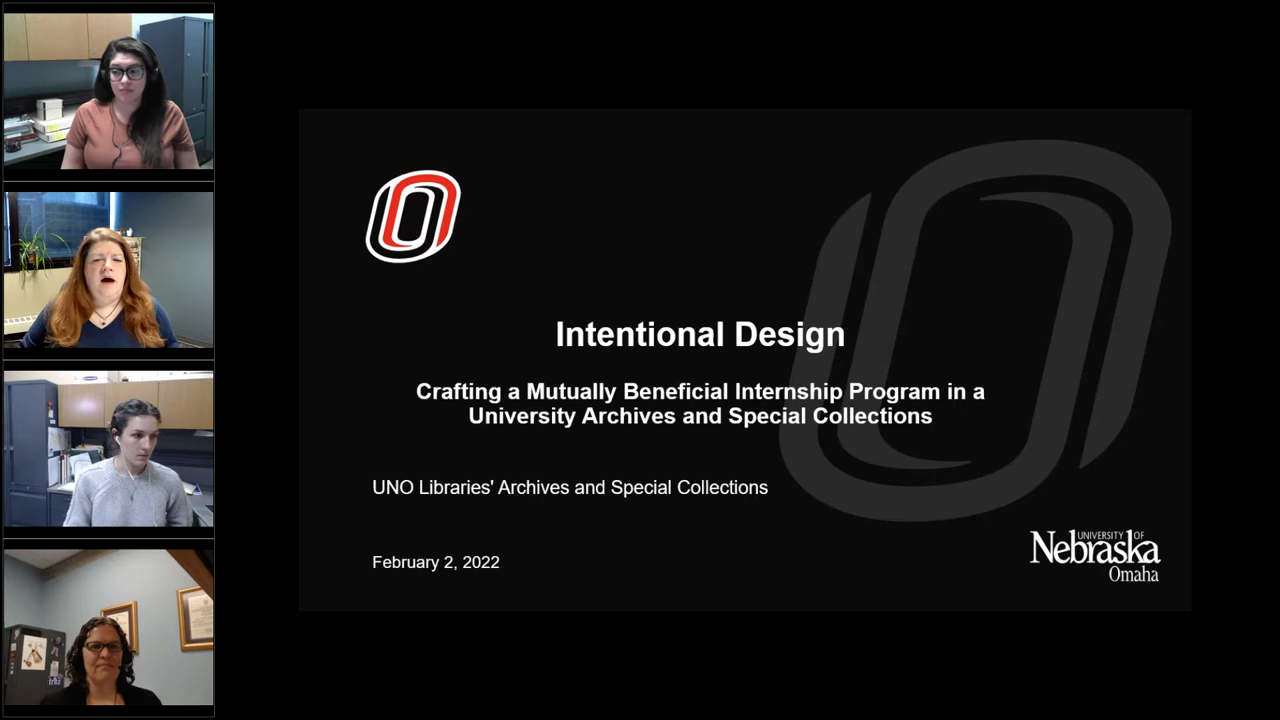 Intentional Design
Crafting a Mutually Beneficial Internship Program in a
University Archives and Special Collections
UNO Libraries' Archives and Special Collections
February 2, 2022
UNIVERSITY OF
Nebraska
Omaha